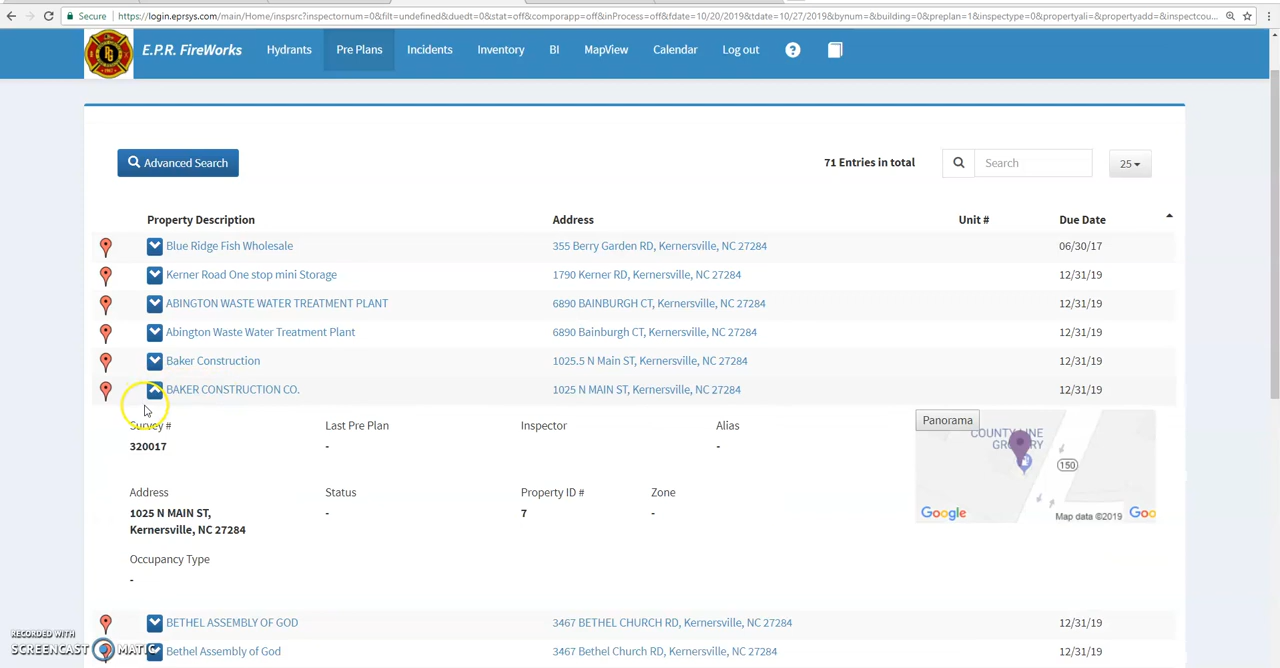 Secure https://login.eprsys.com/main/Home/inspsrc?inspectornum=0&filt=undefined&duedt=0&stat=off&comporapp=off&inProcess=off&fdate=10/20/2019&tdate=10/27/2019&bynum=&building=0&preplan=1&inspectype=0&propertyali=&propertyadd=&inspectcou...
E.P.R. FireWorks Hydrants Pre Plans Incidents Inventory BI MapView Calendar Log out ?
Advanced Search 71 Entries in total Search 25
Property Description Address Unit # Due Date
Blue Ridge Fish Wholesale 355 Berry Garden RD, Kernersville, NC 27284 06/30/17
Kerner Road One stop mini Storage 1790 Kerner RD, Kernersville, NC 27284 12/31/19
ABINGTON WASTE WATER TREATMENT PLANT 6890 BAINBURGH CT, Kernersville, NC 27284 12/31/19
Abington Waste Water Treatment Plant 6890 Bainburgh CT, Kernersville, NC 27284 12/31/19
Baker Construction 1025.5 N Main ST, Kernersville, NC 27284 12/31/19
BAKER CONSTRUCTION CO. 1025 N MAIN ST, Kernersville, NC 27284 12/31/19
Survey # Last Pre Plan Inspector Alias
320017 - -
Panorama
COUNTY LINE
GROCERY
150
Google Map data ©2019 Goo
Address Status Property ID # Zone
1025 N MAIN ST, - 7 -
Kernersville, NC 27284
Occupancy Type
-
BETHEL ASSEMBLY OF GOD 3467 BETHEL CHURCH RD, Kernersville, NC 27284 12/31/19
Bethel Assembly of God 3467 Bethel Church RD, Kernersville, NC 27284 12/31/19
RECORDED WITH
SCREENCAST MATIC